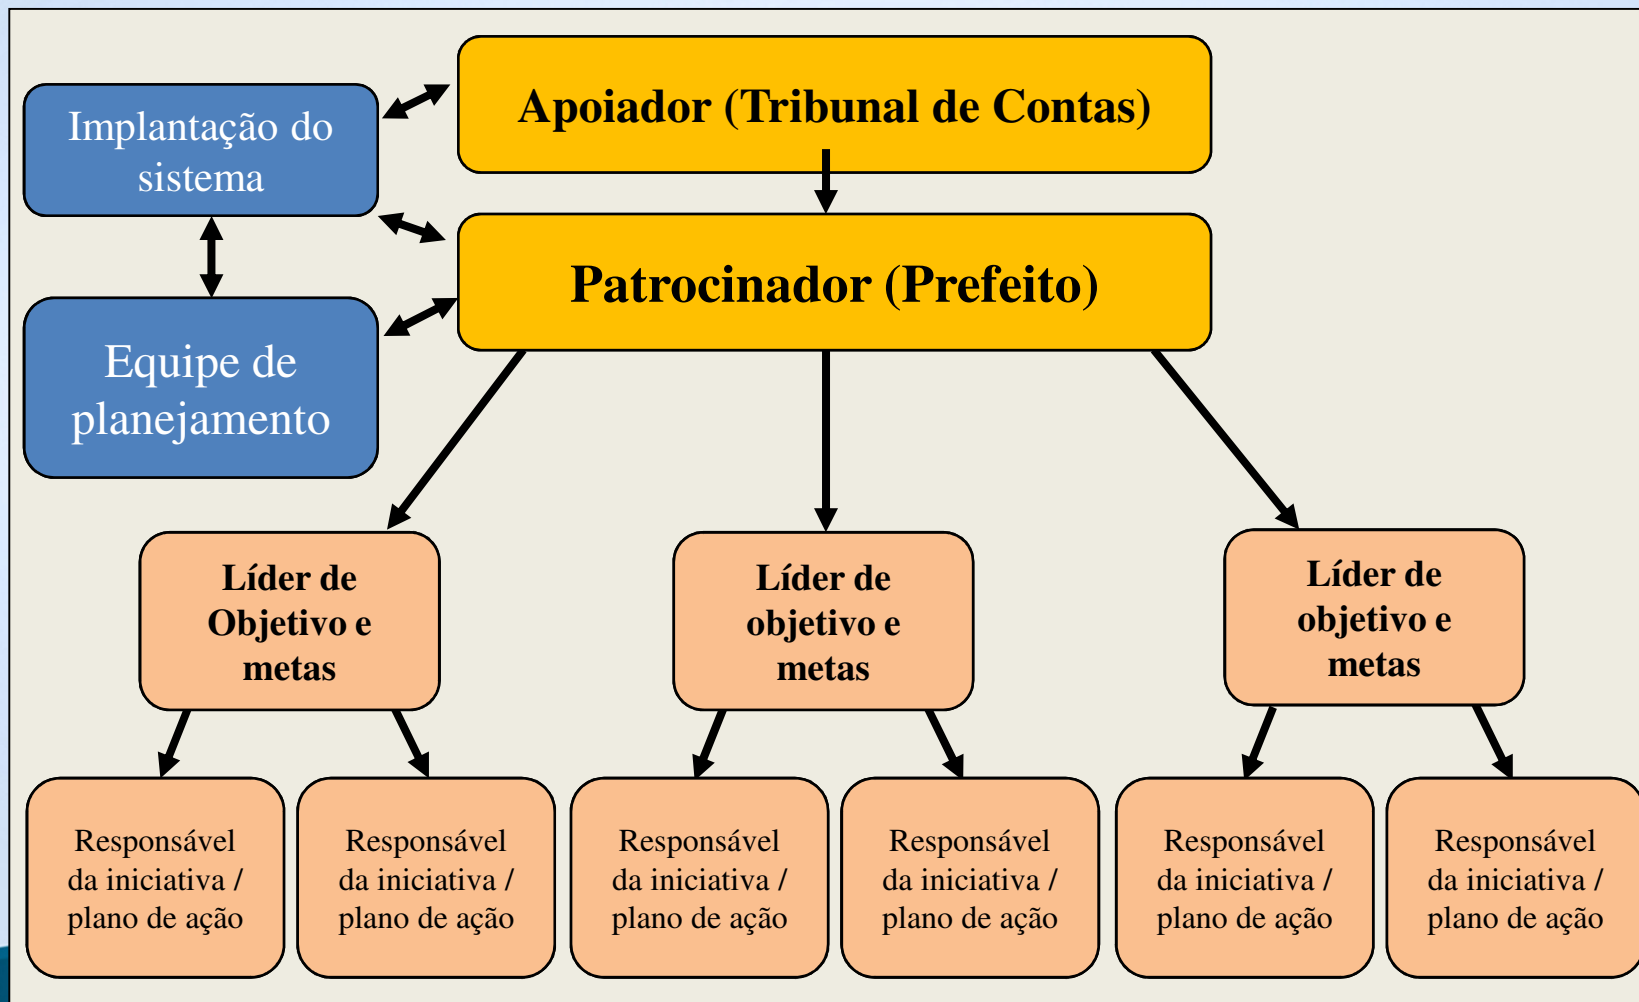 Apoiador (Tribunal de Contas)
Implantação do
sistema
Patrocinador (Prefeito)
Equipe de
planejamento
Líder de
Objetivo e
metas
Líder de
objetivo e
metas
Líder de
objetivo e
metas
Responsável
da iniciativa /
plano de ação
Responsável
da iniciativa /
plano de ação
Responsável
da iniciativa /
plano de ação
Responsável
da iniciativa /
plano de ação
Responsável
da iniciativa /
plano de ação
Responsável
da iniciativa /
plano de ação